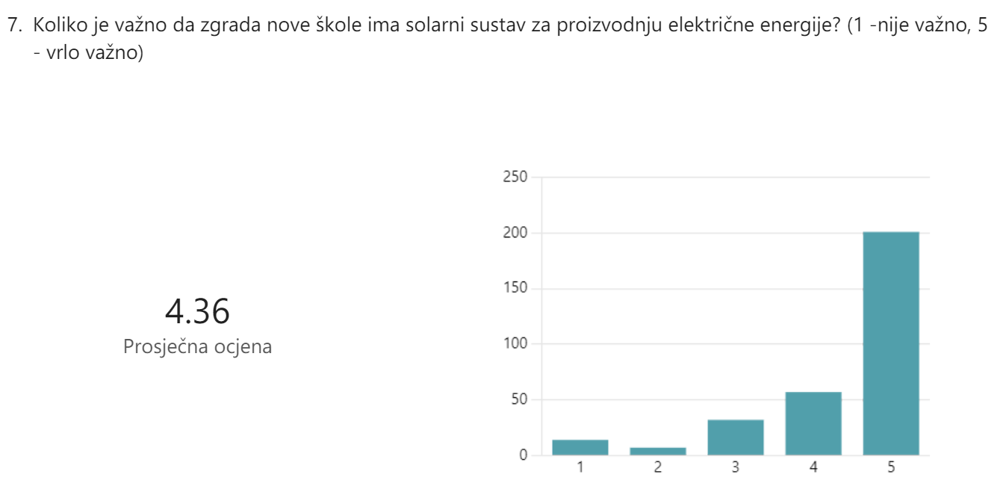 7. Koliko je važno da zgrada nove škole ima solarni sustav za proizvodnju električne energije? (1 -nije važno, 5
- vrlo važno)
4.36
Prosječna ocjena
250
200
150
100
50
0
1 2 3 4 5